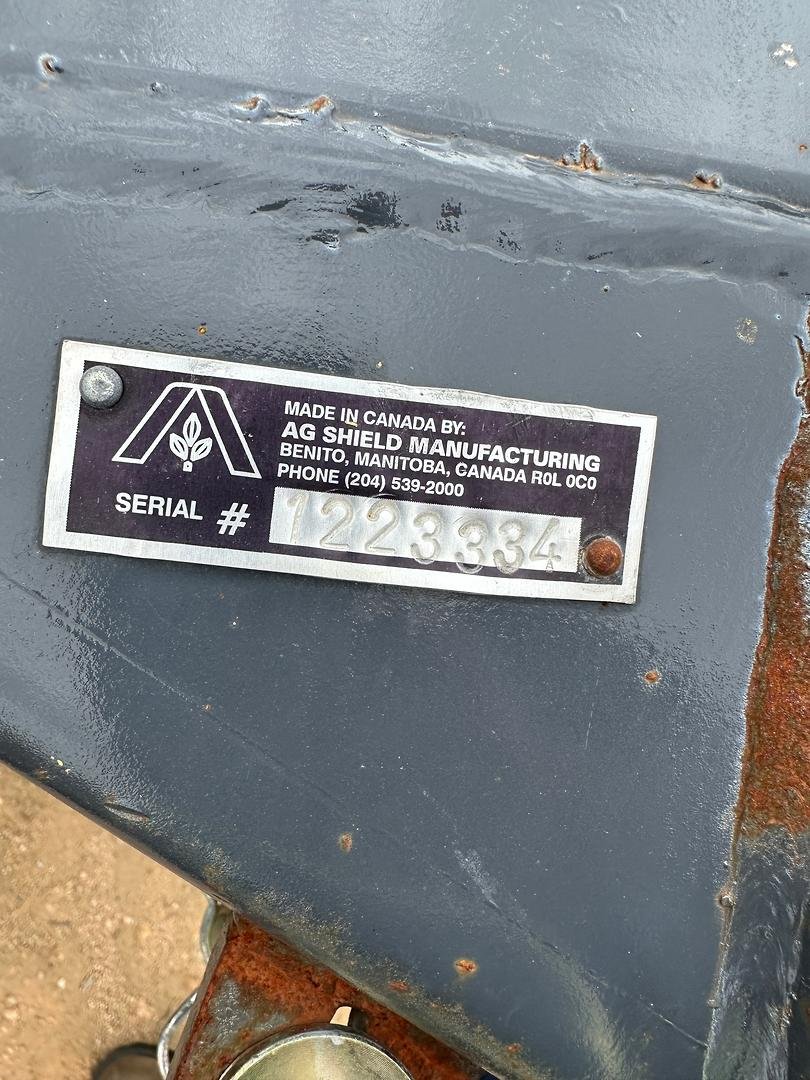 MADE IN CANADA BY:
AG SHIELD MANUFACTURING
BENITO, MANITOBA, CANADA R0L 0C0
PHONE (204) 539-2000
SERIAL # 1223334
A